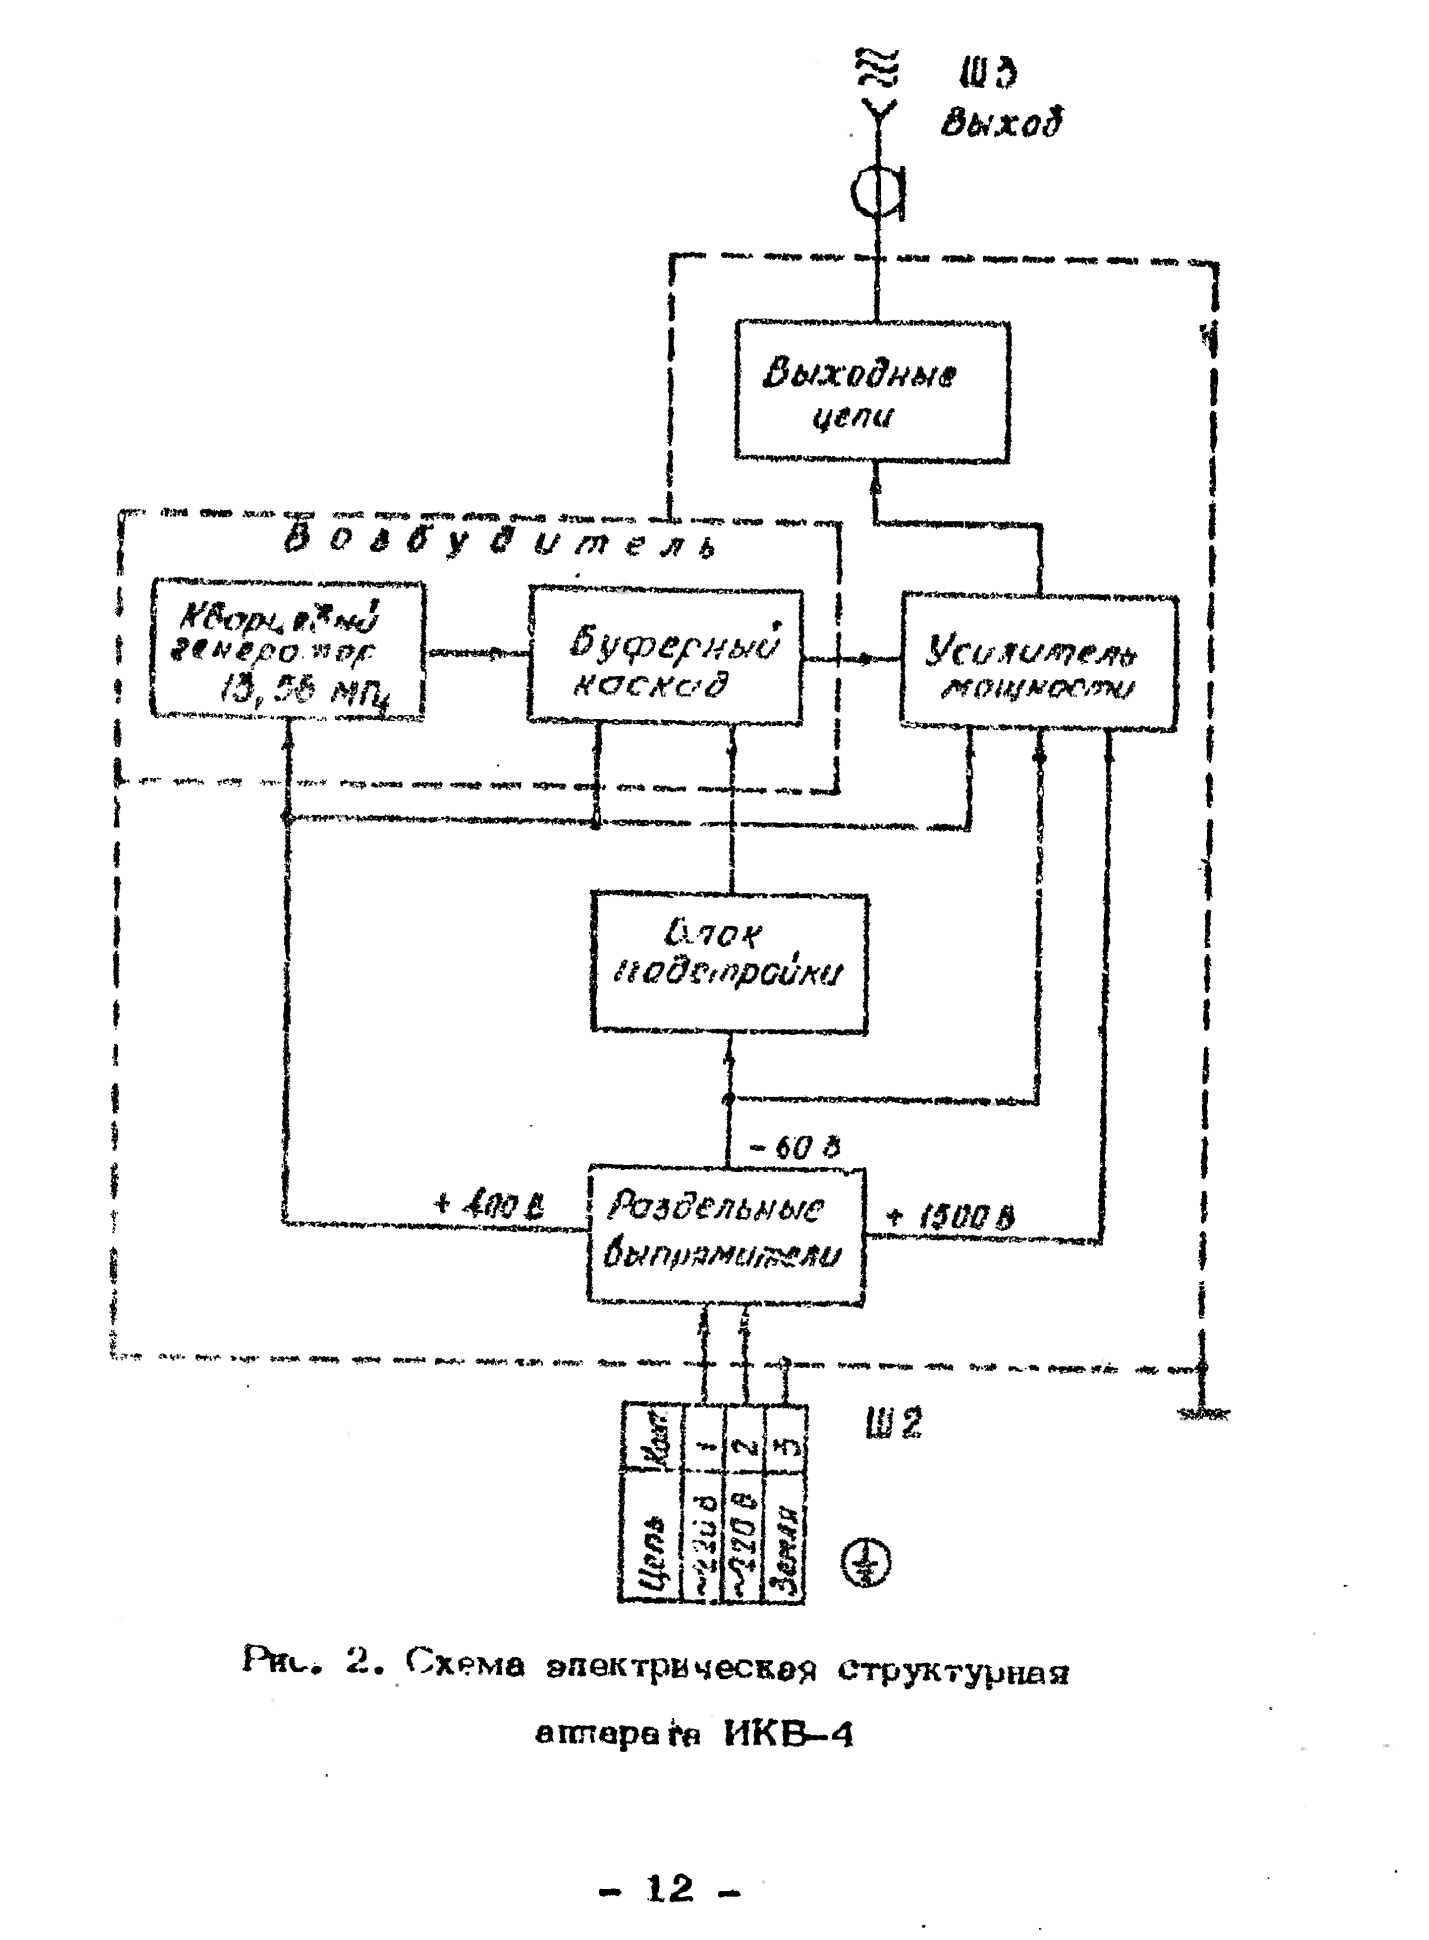 Ш3
Выход
Выходные
цепи
Возбудитель
Кварцевый
генератор
13,56 МГц
Буферный
каскад
Усилитель
мощности
Блок
подстройки
- 60 В
+ 400 В
Раздельные
выпрямители
+ 1500 В
Ш2
Конт
1
2
3
Цепь
~220 В
~220 В
Земля
Рис. 2. Схема электрическая структурная
аппарата ИКВ-4
- 12 -